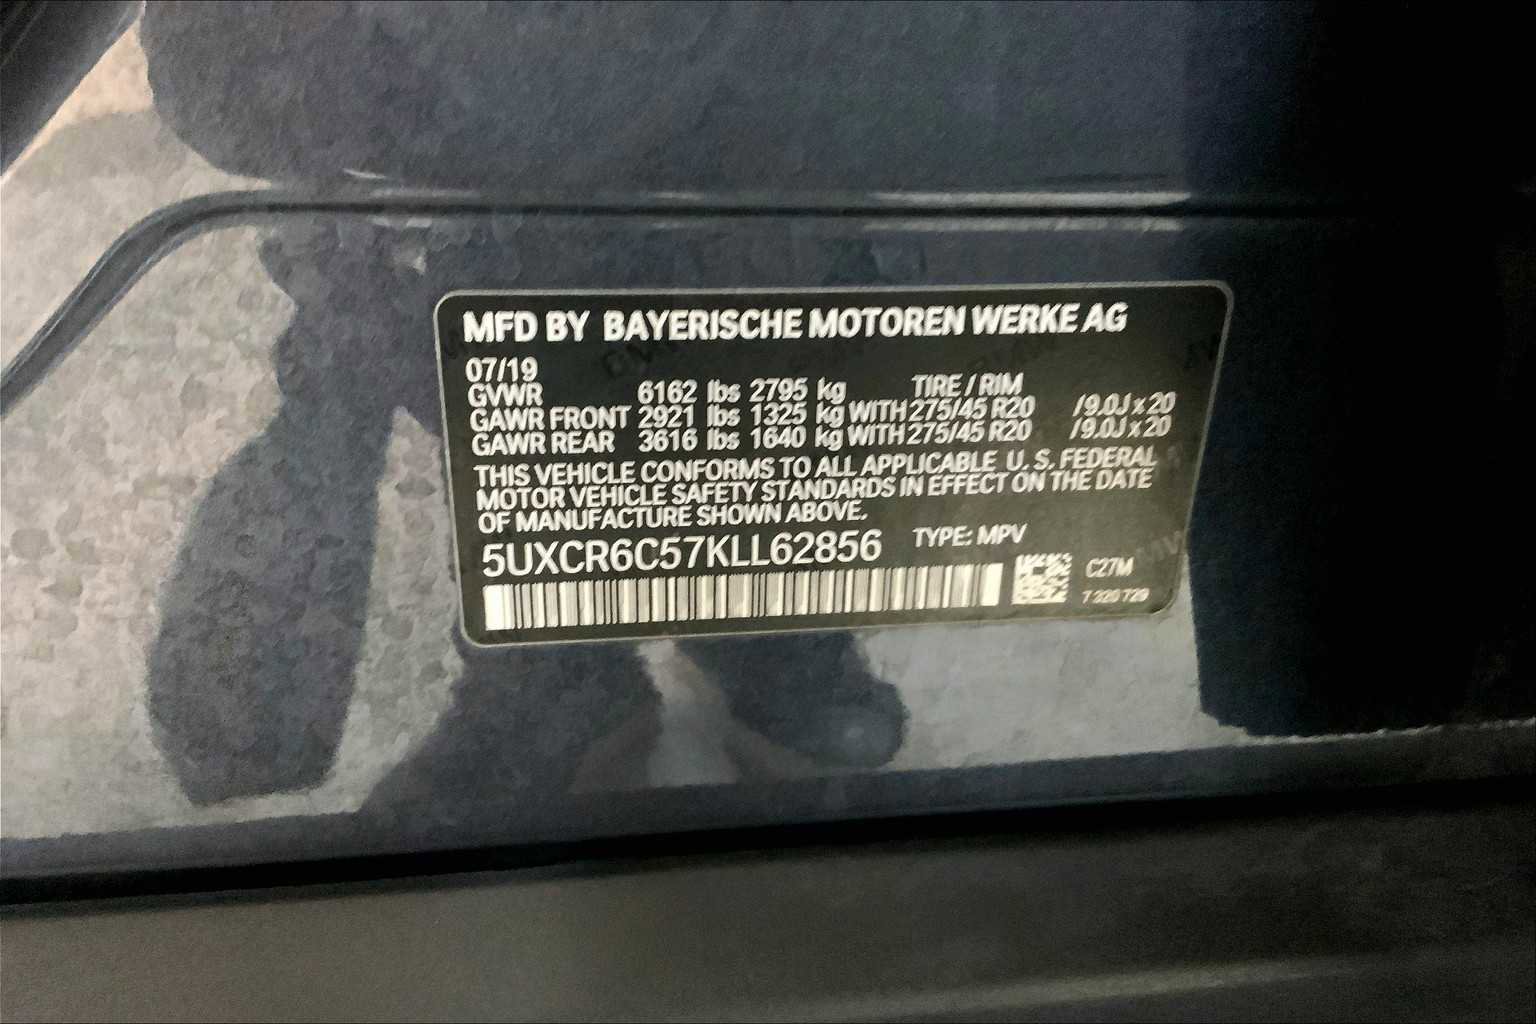 MFD BY BAYERISCHE MOTOREN WERKE AG
07/19
GVWR 6162 lbs 2795 kg TIRE / RIM
GAWR FRONT 2921 lbs 1325 kg WITH 275/45 R20 /9.0J x 20
GAWR REAR 3616 lbs 1640 kg WITH 275/45 R20 /9.0J x 20
THIS VEHICLE CONFORMS TO ALL APPLICABLE U. S. FEDERAL
MOTOR VEHICLE SAFETY STANDARDS IN EFFECT ON THE DATE
OF MANUFACTURE SHOWN ABOVE.
5UXCR6C57KLL62856 TYPE: MPV
C27M
7 320 729